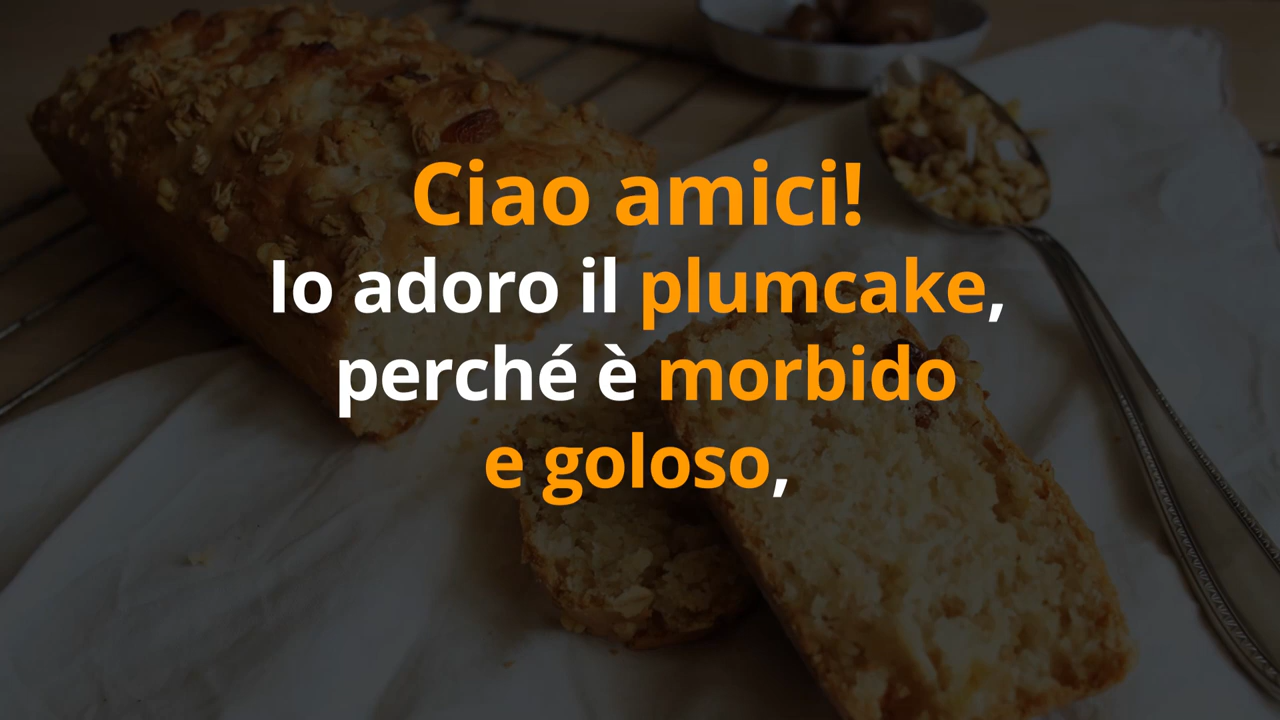 Ciao amici!
Io adoro il plumcake,
perché è morbido
e goloso,